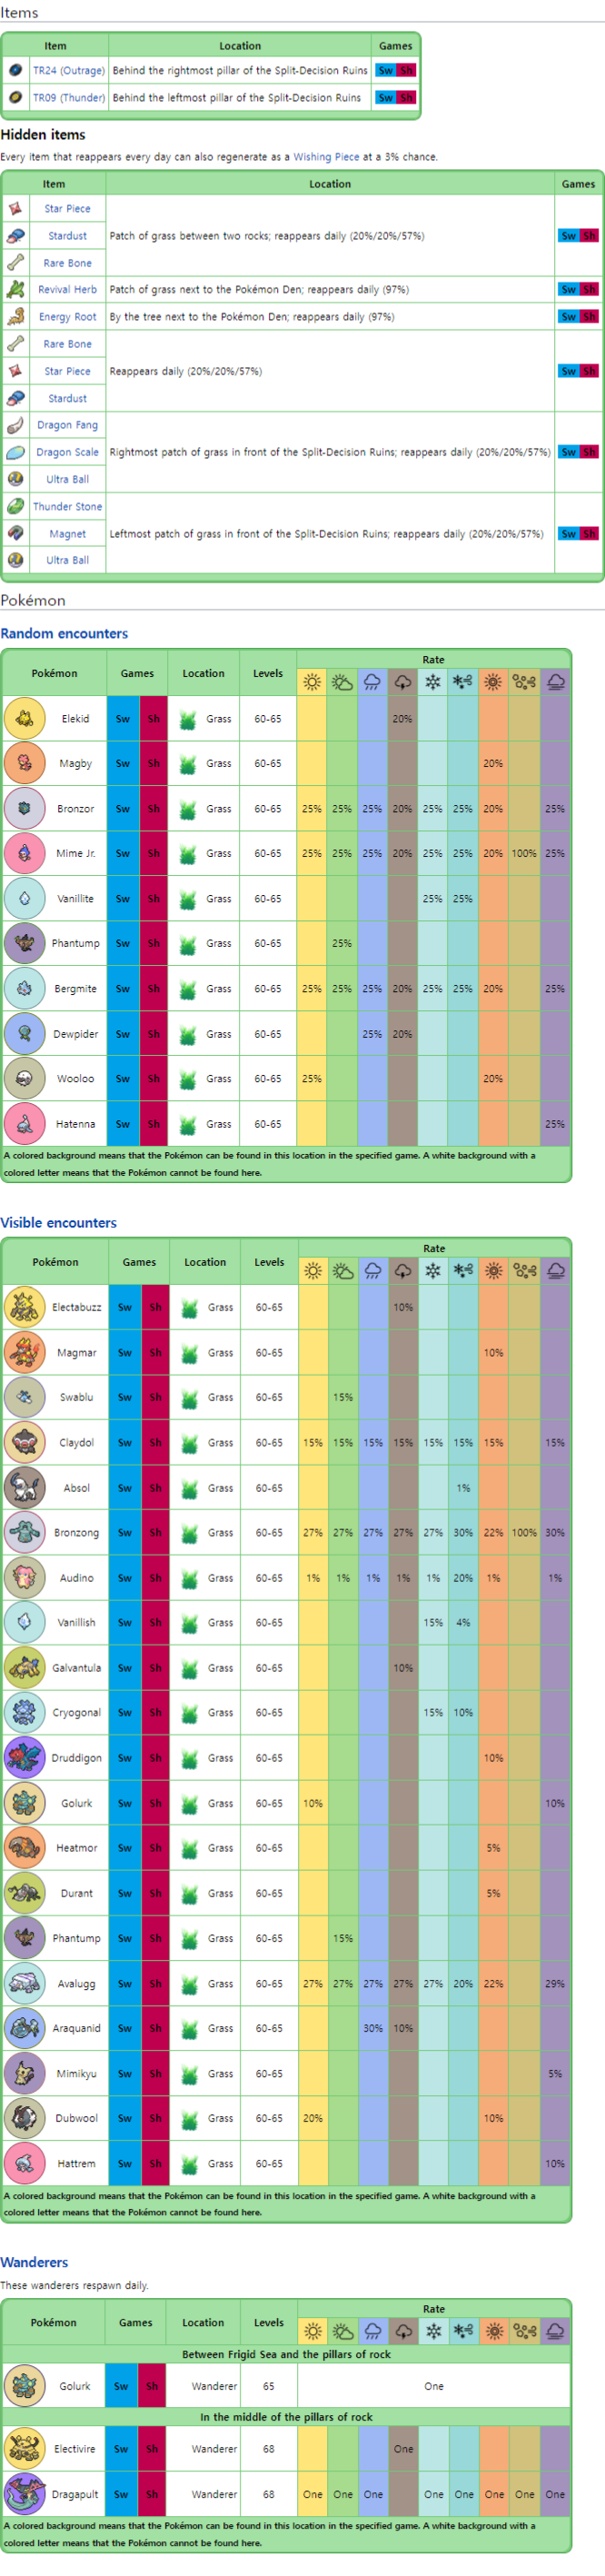 Items
Item Location Games
TR24 (Outrage) Behind the rightmost pillar of the Split-Decision Ruins Sw Sh
TR09 (Thunder) Behind the leftmost pillar of the Split-Decision Ruins Sw Sh
Hidden items
Every item that reappears every day can also regenerate as a Wishing Piece at a 3% chance.
Item Location Games
Star Piece
Stardust Patch of grass between two rocks; reappears daily (20%/20%/57%) Sw Sh
Rare Bone
Revival Herb Patch of grass next to the Pokémon Den; reappears daily (97%) Sw Sh
Energy Root By the tree next to the Pokémon Den; reappears daily (97%) Sw Sh
Rare Bone
Star Piece Reappears daily (20%/20%/57%) Sw Sh
Stardust
Dragon Fang
Dragon Scale Rightmost patch of grass in front of the Split-Decision Ruins; reappears daily (20%/20%/57%) Sw Sh
Ultra Ball
Thunder Stone
Magnet Leftmost patch of grass in front of the Split-Decision Ruins; reappears daily (20%/20%/57%) Sw Sh
Ultra Ball
Pokémon
Random encounters
Pokémon Games Location Levels Rate
Elekid Sw Sh Grass 60-65 20%
Magby Sw Sh Grass 60-65 20%
Bronzor Sw Sh Grass 60-65 25% 25% 25% 20% 25% 25% 20% 25%
Mime Jr. Sw Sh Grass 60-65 25% 25% 25% 20% 25% 25% 20% 100% 25%
Vanillite Sw Sh Grass 60-65 25% 25%
Phantump Sw Sh Grass 60-65 25%
Bergmite Sw Sh Grass 60-65 25% 25% 25% 20% 25% 25% 20% 25%
Dewpider Sw Sh Grass 60-65 25% 20%
Wooloo Sw Sh Grass 60-65 25% 20%
Hatenna Sw Sh Grass 60-65 25%
A colored background means that the Pokémon can be found in this location in the specified game. A white background with a
colored letter means that the Pokémon cannot be found here.
Visible encounters
Pokémon Games Location Levels Rate
Electabuzz Sw Sh Grass 60-65 10%
Magmar Sw Sh Grass 60-65 10%
Swablu Sw Sh Grass 60-65 15%
Claydol Sw Sh Grass 60-65 15% 15% 15% 15% 15% 15% 15% 15%
Absol Sw Sh Grass 60-65 1%
Bronzong Sw Sh Grass 60-65 27% 27% 27% 27% 27% 30% 22% 100% 30%
Audino Sw Sh Grass 60-65 1% 1% 1% 1% 1% 20% 1% 1%
Vanillish Sw Sh Grass 60-65 15% 4%
Galvantula Sw Sh Grass 60-65 10%
Cryogonal Sw Sh Grass 60-65 15% 10%
Druddigon Sw Sh Grass 60-65 10%
Golurk Sw Sh Grass 60-65 10% 10%
Heatmor Sw Sh Grass 60-65 5%
Durant Sw Sh Grass 60-65 5%
Phantump Sw Sh Grass 60-65 15%
Avalugg Sw Sh Grass 60-65 27% 27% 27% 27% 27% 20% 22% 29%
Araquanid Sw Sh Grass 60-65 30% 10%
Mimikyu Sw Sh Grass 60-65 5%
Dubwool Sw Sh Grass 60-65 20% 10%
Hattrem Sw Sh Grass 60-65 10%
A colored background means that the Pokémon can be found in this location in the specified game. A white background with a
colored letter means that the Pokémon cannot be found here.
Wanderers
These wanderers respawn daily.
Pokémon Games Location Levels Rate
Between Frigid Sea and the pillars of rock
Golurk Sw Sh Wanderer 65 One
In the middle of the pillars of rock
Electivire Sw Sh Wanderer 68 One
Dragapult Sw Sh Wanderer 68 One One One One One One One One
A colored background means that the Pokémon can be found in this location in the specified game. A white background with a
colored letter means that the Pokémon cannot be found here.